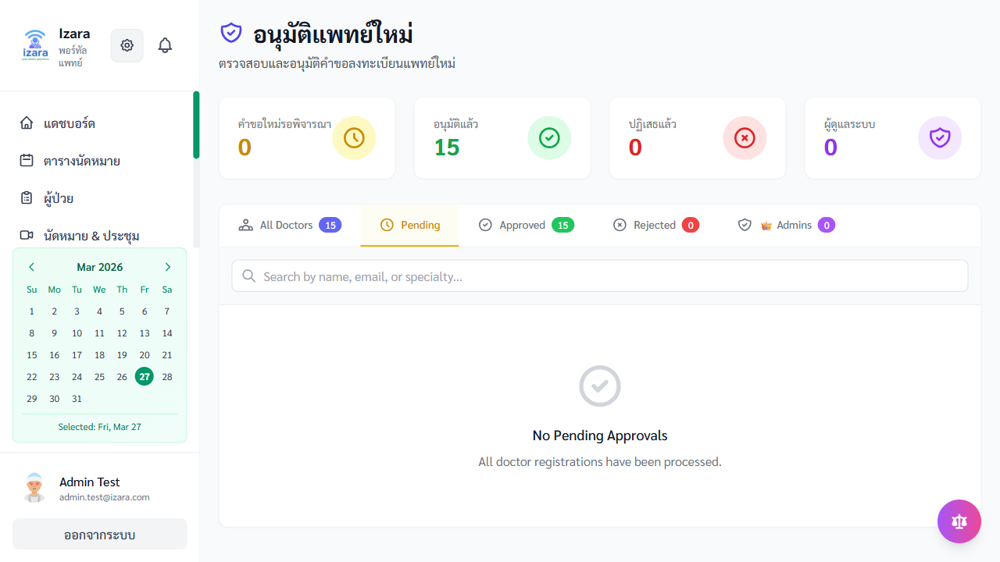 izara
Izara
พอร์ทัล
แพทย์
แดชบอร์ด
ตารางนัดหมาย
ผู้ป่วย
นัดหมาย & ประชุม
Mar 2026
Su Mo Tu We Th Fr Sa
1 2 3 4 5 6 7
8 9 10 11 12 13 14
15 16 17 18 19 20 21
22 23 24 25 26 27 28
29 30 31
Selected: Fri, Mar 27
Admin Test
admin.test@izara.com
ออกจากระบบ
อนุมัติแพทย์ใหม่
ตรวจสอบและอนุมัติคำขอลงทะเบียนแพทย์ใหม่
คำขอใหม่รอพิจารณา
0
อนุมัติแล้ว
15
ปฏิเสธแล้ว
0
ผู้ดูแลระบบ
0
All Doctors 15
Pending
Approved 15
Rejected 0
Admins 0
Search by name, email, or specialty...
No Pending Approvals
All doctor registrations have been processed.